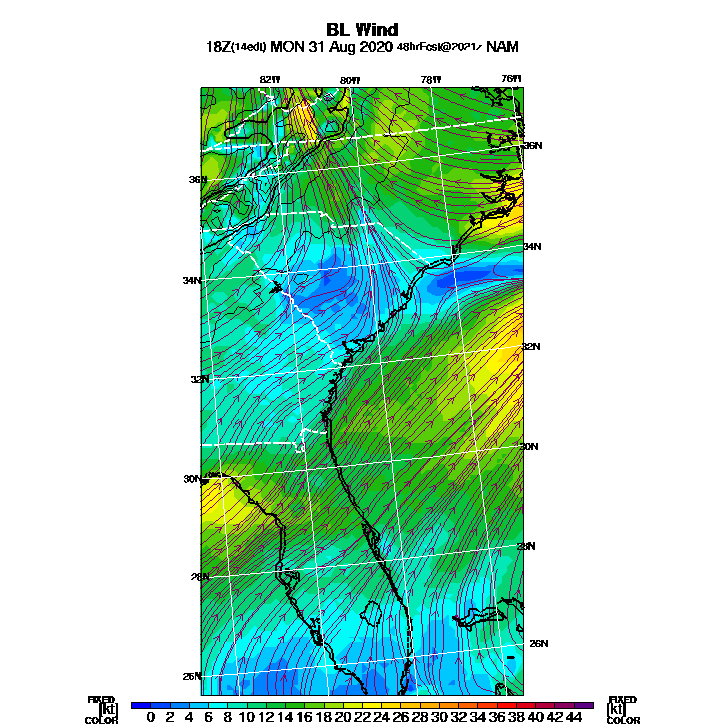 BL Wind
18Z(14edt) MON 31 Aug 2020 48hrFcst@2021z NAM
82W 80W 78W 76W
36N
36N
34N
34N
32N
32N
30N
30N
28N
28N
26N
26N
FIXED FIXED
[kt] 0 2 4 6 8 10 12 14 16 18 20 22 24 26 28 30 32 34 36 38 40 42 44 [kt]
COLOR COLOR